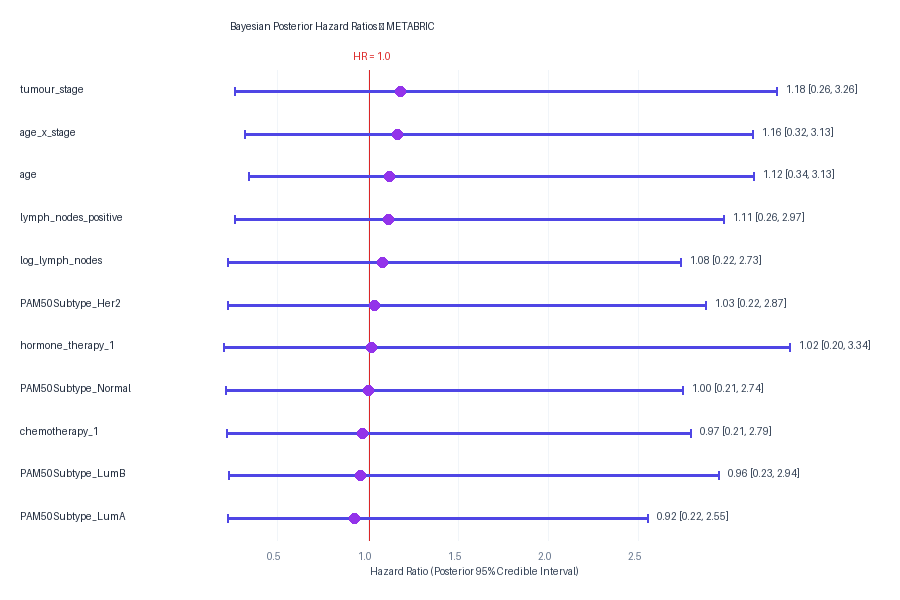 Bayesian Posterior Hazard Ratios▯ METABRIC
HR = 1.0
tumour_stage 1.18 [0.26, 3.26]
age_x_stage 1.16 [0.32, 3.13]
age 1.12 [0.34, 3.13]
lymph_nodes_positive 1.11 [0.26, 2.97]
log_lymph_nodes 1.08 [0.22, 2.73]
PAM50Subtype_Her2 1.03 [0.22, 2.87]
hormone_therapy_1 1.02 [0.20, 3.34]
PAM50Subtype_Normal 1.00 [0.21, 2.74]
chemotherapy_1 0.97 [0.21, 2.79]
PAM50Subtype_LumB 0.96 [0.23, 2.94]
PAM50Subtype_LumA 0.92 [0.22, 2.55]
0.5 1.0 1.5 2.0 2.5
Hazard Ratio (Posterior 95% Credible Interval)